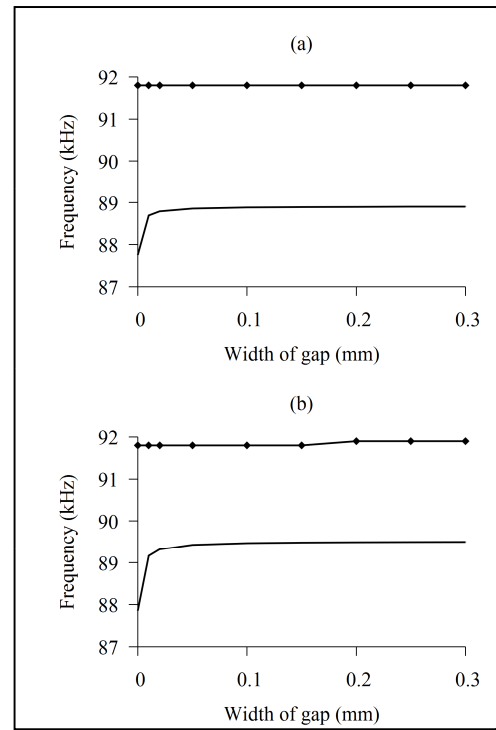 (a)
92
91
90
89
88
87
Frequency (kHz)
0 0.1 0.2 0.3
Width of gap (mm)
(b)
92
91
90
89
88
87
Frequency (kHz)
0 0.1 0.2 0.3
Width of gap (mm)